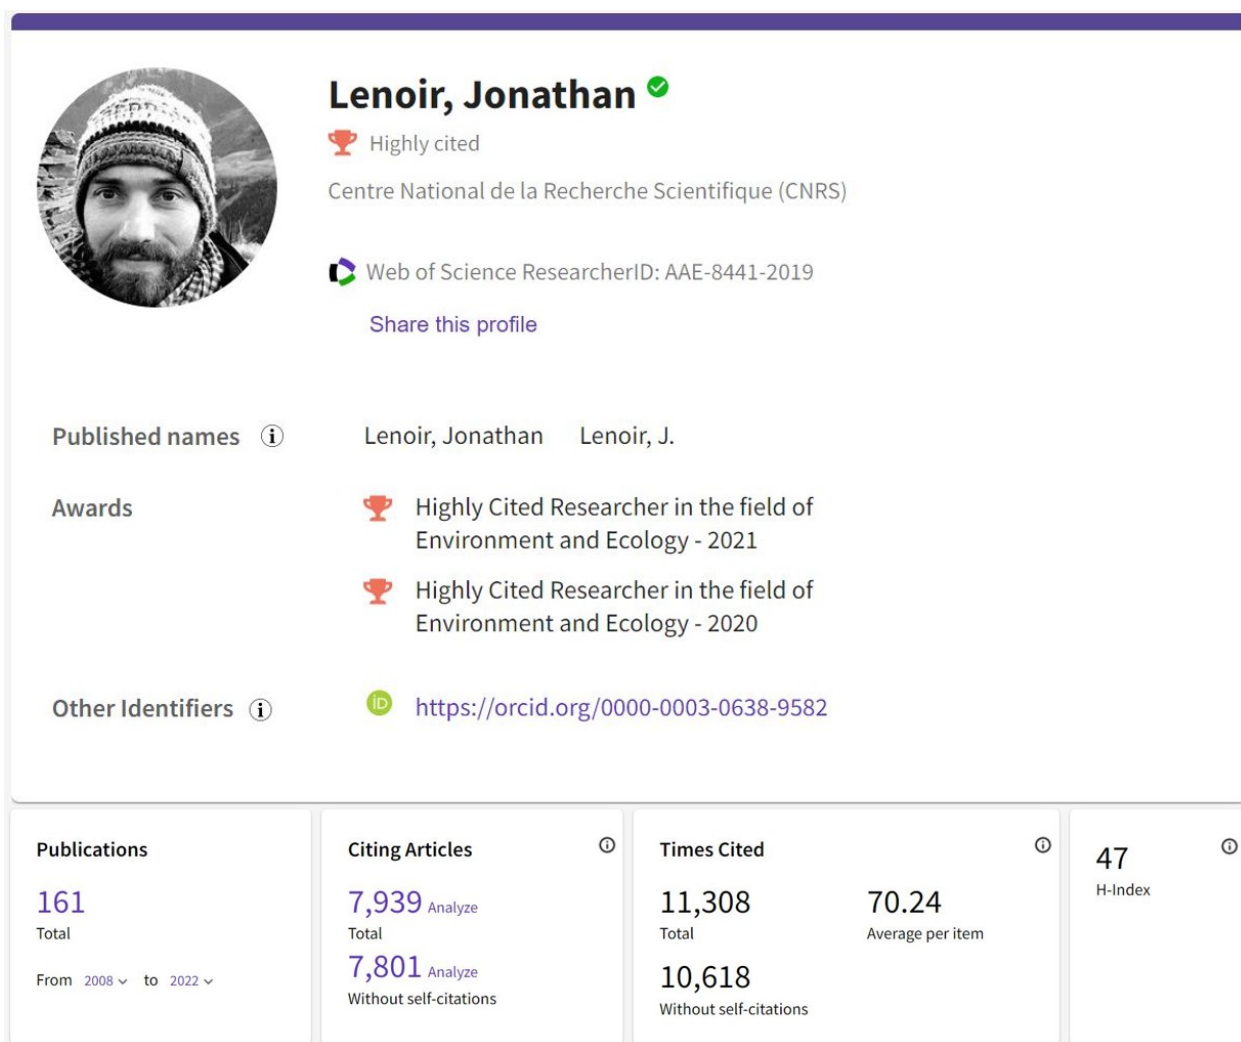 Lenoir, Jonathan
Highly cited
Centre National de la Recherche Scientifique (CNRS)
Web of Science ResearcherID: AAE-8441-2019
Share this profile
Published names
Lenoir, Jonathan Lenoir, J.
Awards
Highly Cited Researcher in the field of
Environment and Ecology - 2021
Highly Cited Researcher in the field of
Environment and Ecology - 2020
Other Identifiers
iD https://orcid.org/0000-0003-0638-9582
Publications
161
Total
From 2008 to 2022
Citing Articles
7,939 Analyze
Total
7,801 Analyze
Without self-citations
Times Cited
11,308
Total
70.24
Average per item
10,618
Without self-citations
47
H-Index